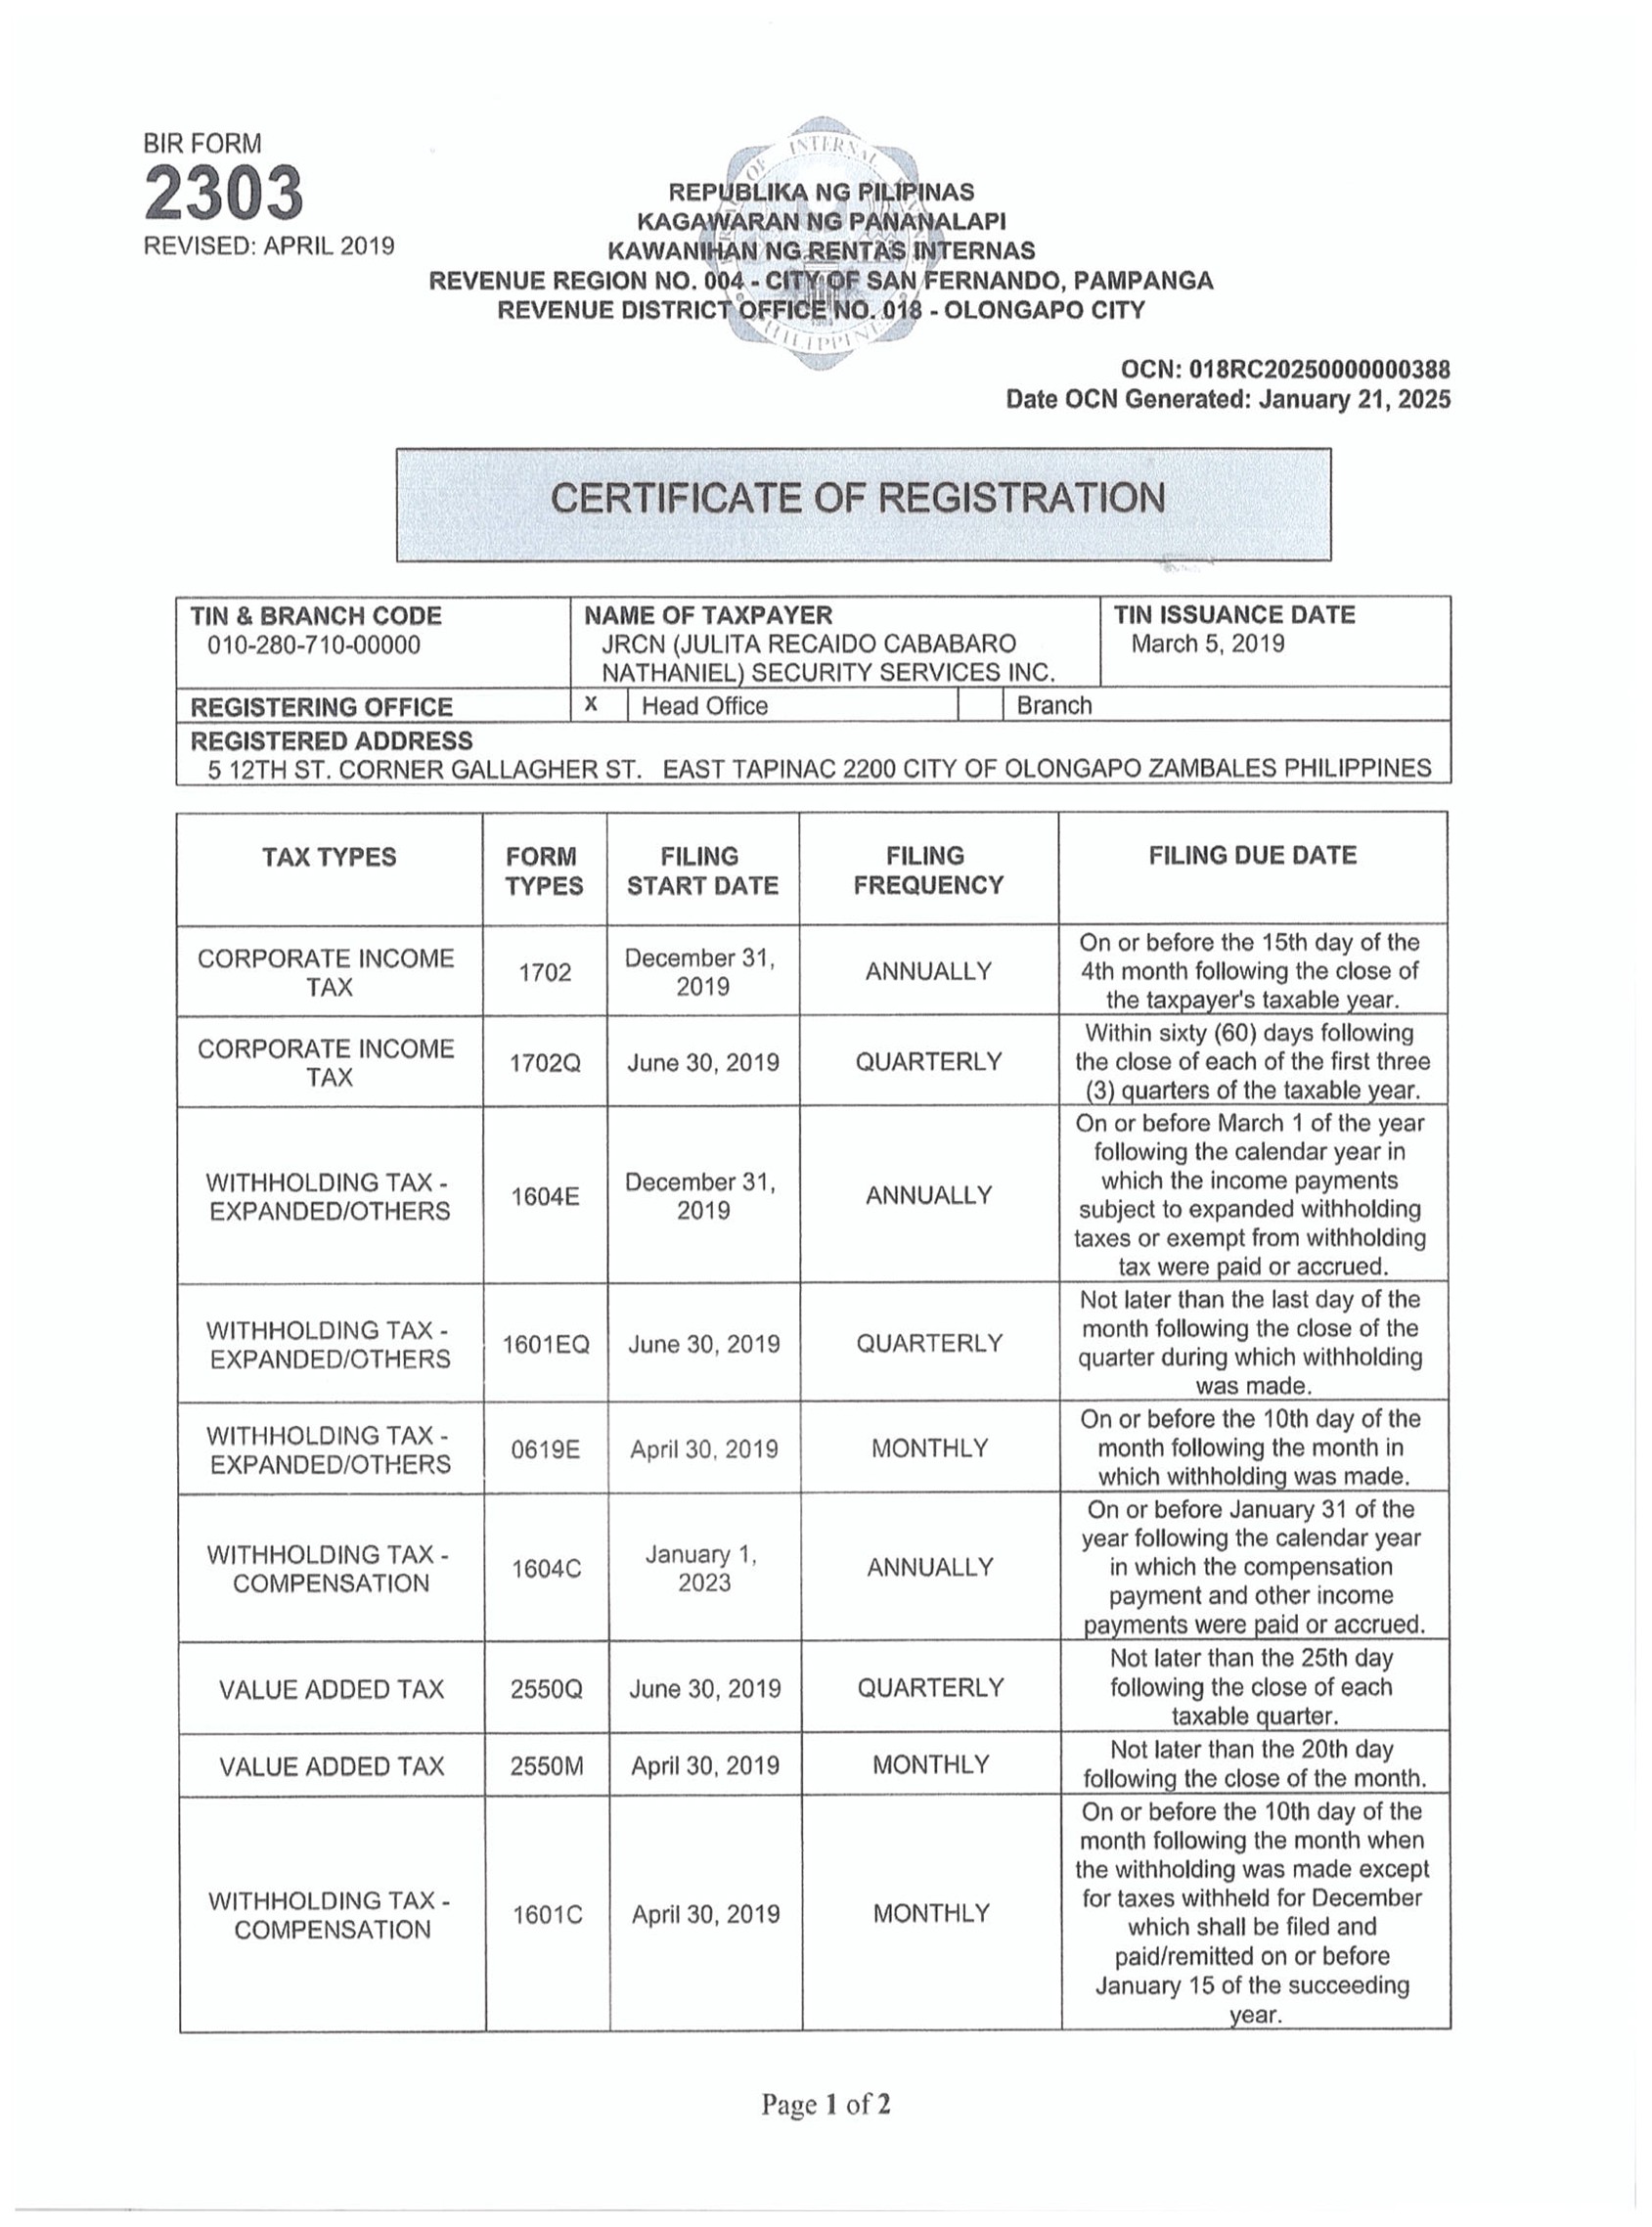 BIR FORM
2303
REVISED: APRIL 2019
REPUBLIKA NG PILIPINAS
KAGAWARAN NG PANANALAPI
KAWANIHAN NG RENTAS INTERNAS
REVENUE REGION NO. 004 - CITY OF SAN FERNANDO, PAMPANGA
REVENUE DISTRICT OFFICE NO. 018 - OLONGAPO CITY
OCN: 018RC20250000000388
Date OCN Generated: January 21, 2025
CERTIFICATE OF REGISTRATION
TIN & BRANCH CODE
010-280-710-00000
NAME OF TAXPAYER
JRCN (JULITA RECAIDO CABABARO
NATHANIEL) SECURITY SERVICES INC.
TIN ISSUANCE DATE
March 5, 2019
REGISTERING OFFICE X Head Office Branch
REGISTERED ADDRESS
5 12TH ST. CORNER GALLAGHER ST. EAST TAPINAC 2200 CITY OF OLONGAPO ZAMBALES PHILIPPINES
TAX TYPES
FORM
TYPES
FILING
START DATE
FILING
FREQUENCY
FILING DUE DATE
CORPORATE INCOME
TAX
1702
December 31,
2019
ANNUALLY
On or before the 15th day of the
4th month following the close of
the taxpayer's taxable year.
CORPORATE INCOME
TAX
1702Q
June 30, 2019
QUARTERLY
Within sixty (60) days following
the close of each of the first three
(3) quarters of the taxable year.
WITHHOLDING TAX -
EXPANDED/OTHERS
1604E
December 31,
2019
ANNUALLY
On or before March 1 of the year
following the calendar year in
which the income payments
subject to expanded withholding
taxes or exempt from withholding
tax were paid or accrued.
WITHHOLDING TAX -
EXPANDED/OTHERS
1601EQ
June 30, 2019
QUARTERLY
Not later than the last day of the
month following the close of the
quarter during which withholding
was made.
WITHHOLDING TAX -
EXPANDED/OTHERS
0619E
April 30, 2019
MONTHLY
On or before the 10th day of the
month following the month in
which withholding was made.
WITHHOLDING TAX -
COMPENSATION
1604C
January 1,
2023
ANNUALLY
On or before January 31 of the
year following the calendar year
in which the compensation
payment and other income
payments were paid or accrued.
VALUE ADDED TAX
2550Q
June 30, 2019
QUARTERLY
Not later than the 25th day
following the close of each
taxable quarter.
VALUE ADDED TAX
2550M
April 30, 2019
MONTHLY
Not later than the 20th day
following the close of the month.
WITHHOLDING TAX -
COMPENSATION
1601C
April 30, 2019
MONTHLY
On or before the 10th day of the
month following the month when
the withholding was made except
for taxes withheld for December
which shall be filed and
paid/remitted on or before
January 15 of the succeeding
year.
Page 1 of 2